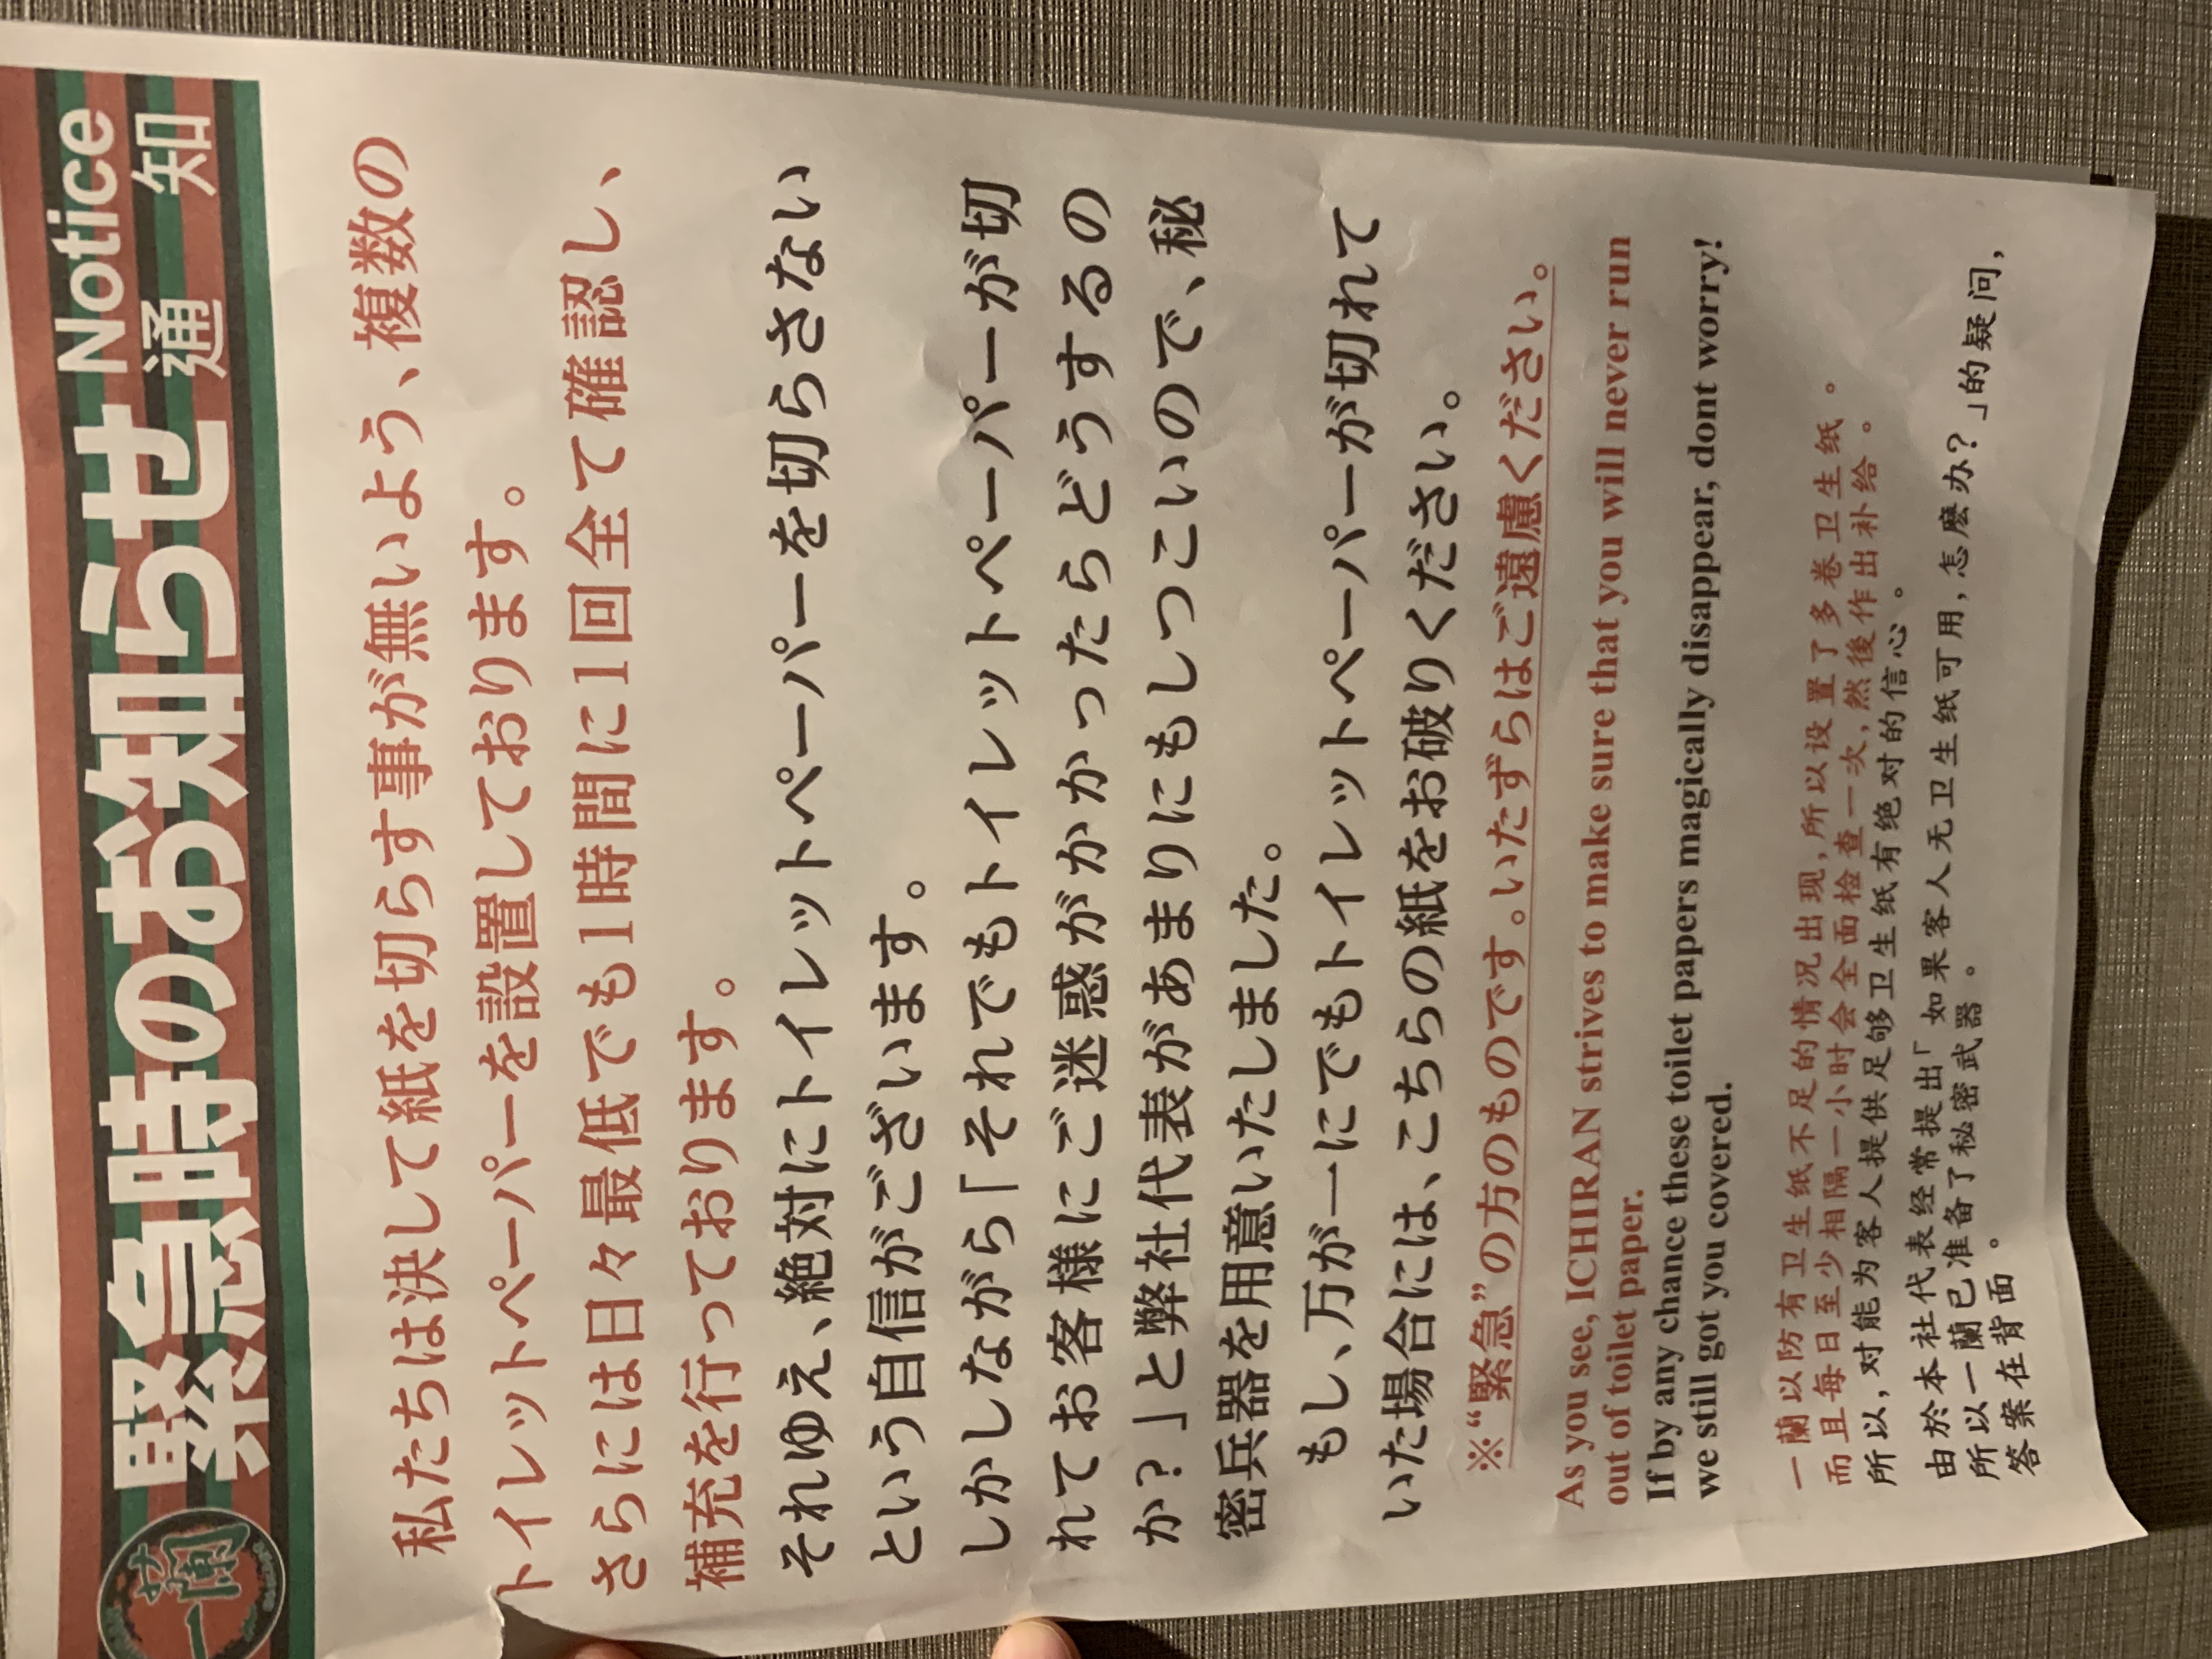 一蘭
緊急時のお知らせ
Notice
通知
私たちは決して紙を切らす事が無いよう、複数の
トイレットペーパーを設置しております。
さらには日々最低でも1時間に1回全て確認し、
補充を行っております。
それゆえ、絶対にトイレットペーパーを切らさない
という自信がございます。
しかしながら「それでもトイレットペーパーが切
れてお客様にご迷惑がかかったらどうするの
か？」と弊社代表があまりにもしつこいので、秘
密兵器を用意いたしました。
もし、万が一にでもトイレットペーパーが切れて
いた場合には、こちらの紙をお破りください。
※“緊急”の方のものです。いたずらはご遠慮ください。
As you see, ICHIRAN strives to make sure that you will never run
out of toilet paper.
If by any chance these toilet papers magically disappear, dont worry!
we still got you covered.
一蘭以防有卫生纸不足的情况出现,所以设置了多卷卫生纸。
而且每日至少相隔一小时会全面检查一次,然後作出补给。
所以,对能为客人提供足够卫生纸有绝对的信心。
由於本社代表经常提出「如果客人无卫生纸可用,怎麽办?」的疑问,
所以一蘭已准备了秘密武器。
答案在背面。